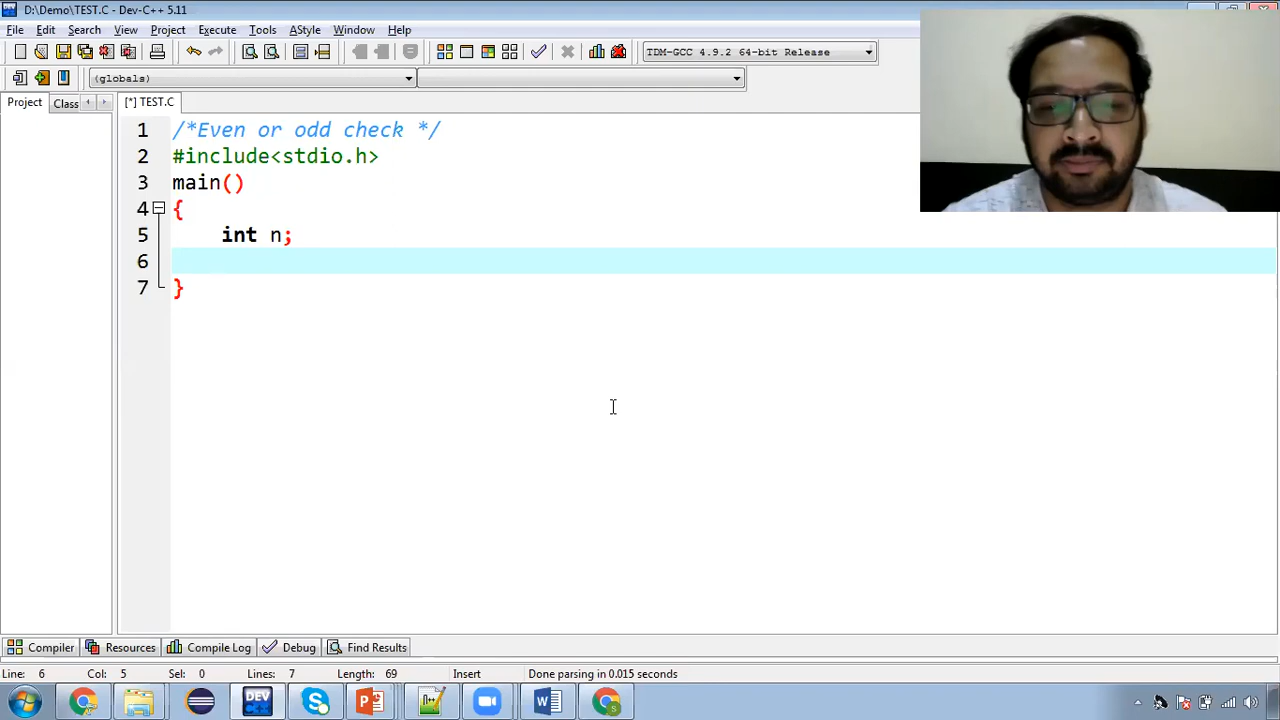 D:\Demo\TEST.C - Dev-C++ 5.11
File Edit Search View Project Execute Tools AStyle Window Help
TDM-GCC 4.9.2 64-bit Release
(globals)
Project Class [*] TEST.C
1 /*Even or odd check */
2 #include<stdio.h>
3 main()
4 {
5 int n;
6
7 }
Compiler Resources Compile Log Debug Find Results
Line: 6 Col: 5 Sel: 0 Lines: 7 Length: 69 Insert Done parsing in 0.015 seconds
DEV
C++